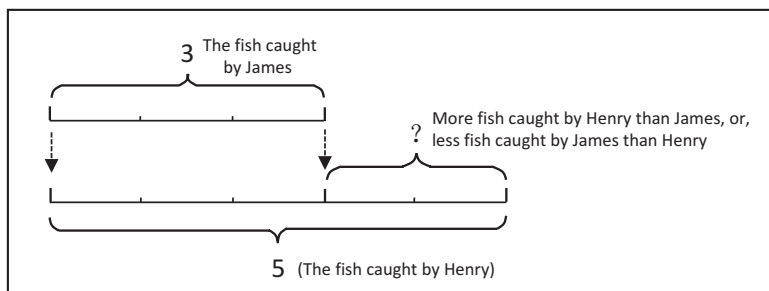 3 The fish caught
by James
? More fish caught by Henry than James, or,
less fish caught by James than Henry
5 (The fish caught by Henry)